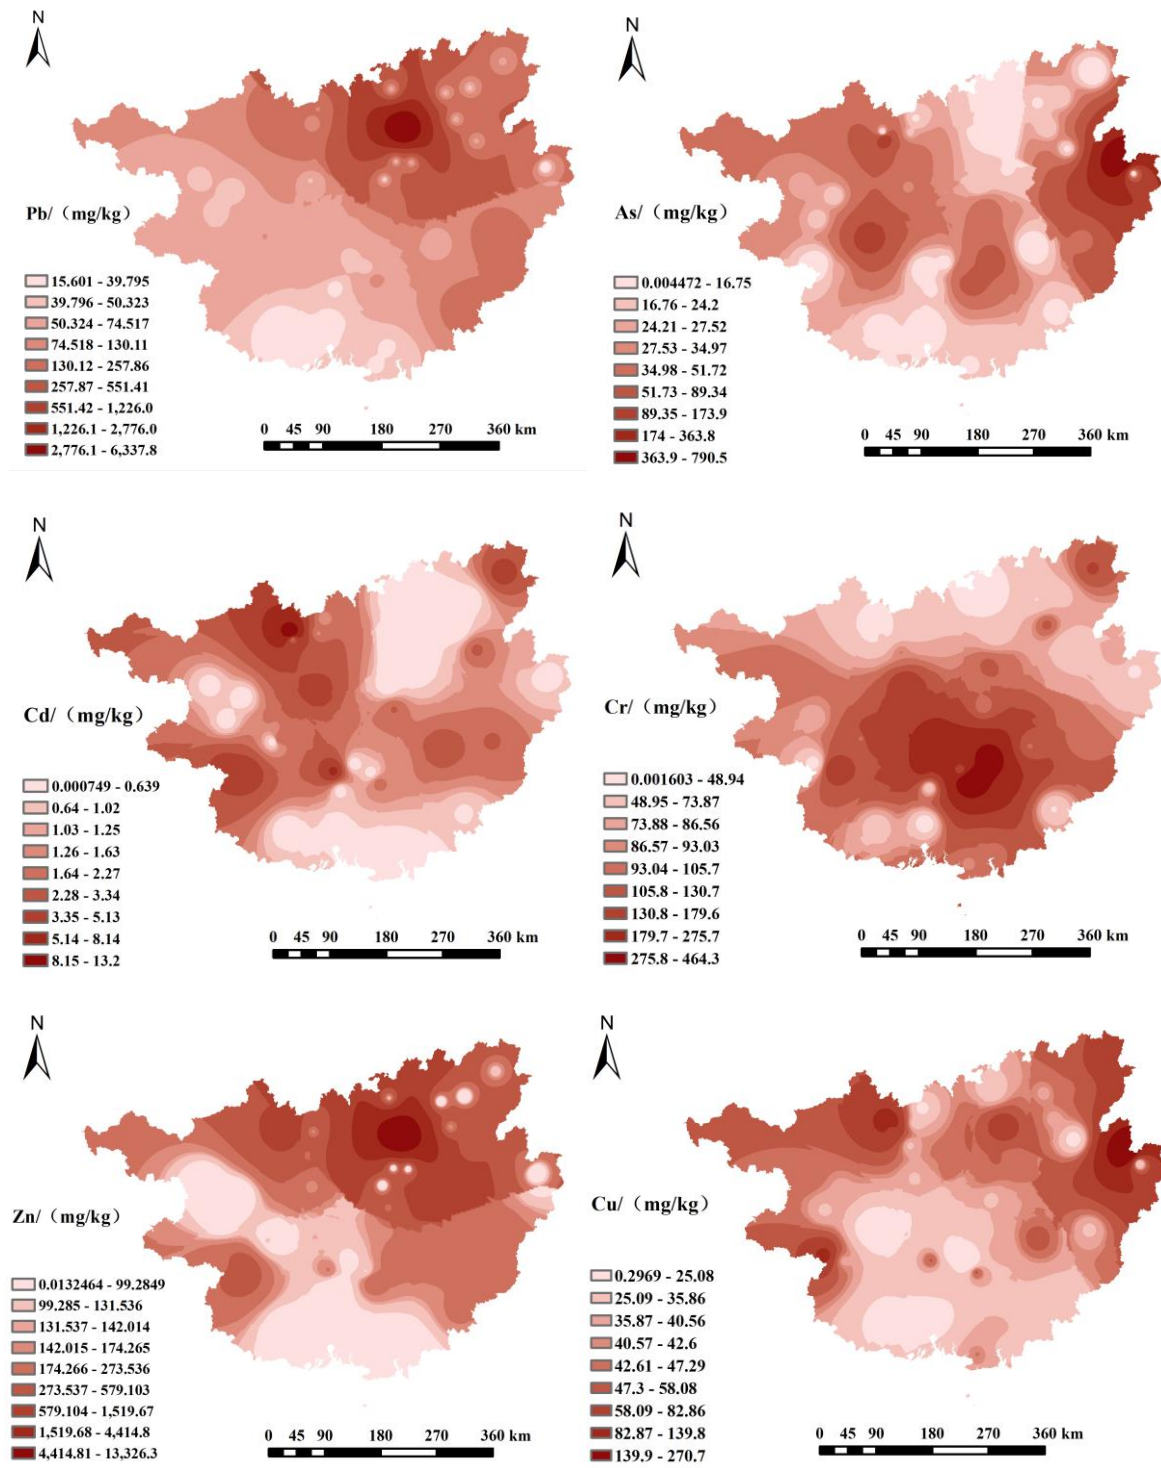 N
Pb/（mg/kg）
15.601 - 39.795
39.796 - 50.323
50.324 - 74.517
74.518 - 130.11
130.12 - 257.86
257.87 - 551.41
551.42 - 1,226.0
1,226.1 - 2,776.0
2,776.1 - 6,337.8
0 45 90 180 270 360 km
N
As/（mg/kg）
0.004472 - 16.75
16.76 - 24.2
24.21 - 27.52
27.53 - 34.97
34.98 - 51.72
51.73 - 89.34
89.35 - 173.9
174 - 363.8
363.9 - 790.5
0 45 90 180 270 360 km
N
Cd/（mg/kg）
0.000749 - 0.639
0.64 - 1.02
1.03 - 1.25
1.26 - 1.63
1.64 - 2.27
2.28 - 3.34
3.35 - 5.13
5.14 - 8.14
8.15 - 13.2
0 45 90 180 270 360 km
N
Cr/（mg/kg）
0.001603 - 48.94
48.95 - 73.87
73.88 - 86.56
86.57 - 93.03
93.04 - 105.7
105.8 - 130.7
130.8 - 179.6
179.7 - 275.7
275.8 - 464.3
0 45 90 180 270 360 km
N
Zn/（mg/kg）
0.0132464 - 99.2849
99.285 - 131.536
131.537 - 142.014
142.015 - 174.265
174.266 - 273.536
273.537 - 579.103
579.104 - 1,519.67
1,519.68 - 4,414.8
4,414.81 - 13,326.3
0 45 90 180 270 360 km
N
Cu/（mg/kg）
0.2969 - 25.08
25.09 - 35.86
35.87 - 40.56
40.57 - 42.6
42.61 - 47.29
47.3 - 58.08
58.09 - 82.86
82.87 - 139.8
139.9 - 270.7
0 45 90 180 270 360 km